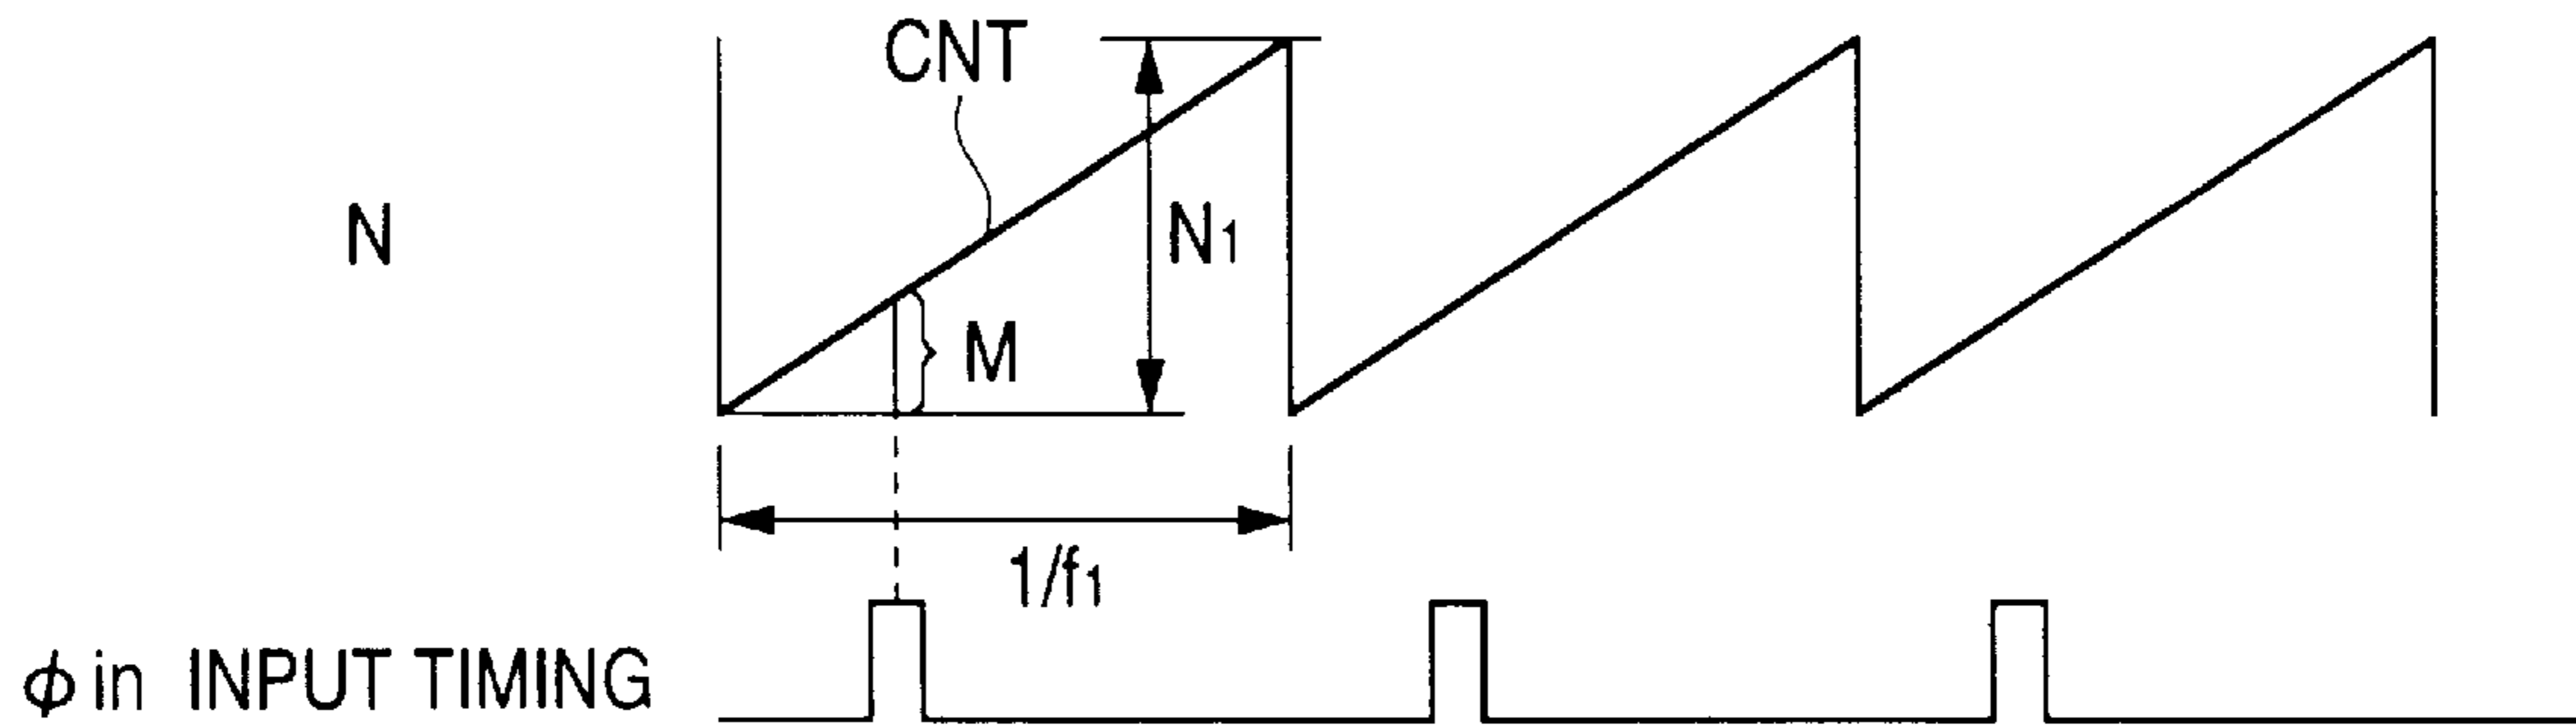 CNT
N
N1
M
1/f1
ϕ in INPUT TIMING